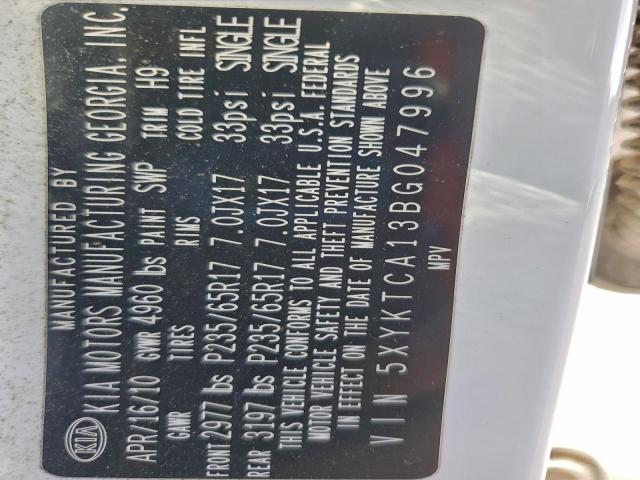 MANUFACTURED BY
KIA KIA MOTORS MANUFACTURING GEORGIA, INC.
APR/16/10 GWR 4960 lbs PAINT SWP TRIM H9
GAWR TIRES RIMS COLD TIRE INFL
FRONT 2977 lbs P235/65R17 7.0JX17 33psi SINGLE
REAR 3197 lbs P235/65R17 7.0JX17 33psi SINGLE
THIS VEHICLE CONFORMS TO ALL APPLICABLE U.S.A. FEDERAL
MOTOR VEHICLE SAFETY AND THEFT PREVENTION STANDARDS
IN EFFECT ON THE DATE OF MANUFACTURE SHOWN ABOVE
VIN 5XYKTCA13BG047996
MPV